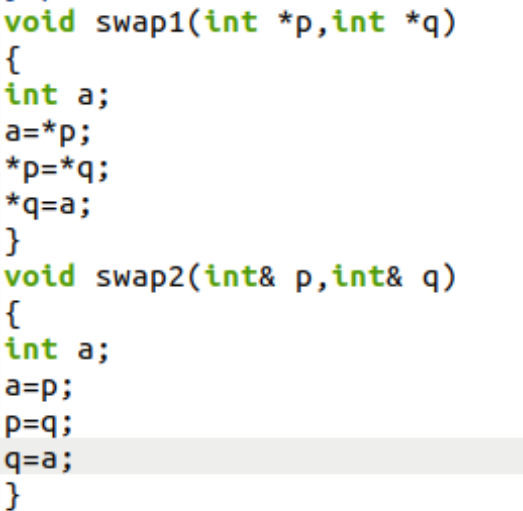 void swap1(int *p,int *q)
{
int a;
a=*p;
*p=*q;
*q=a;
}
void swap2(int& p,int& q)
{
int a;
a=p;
p=q;
q=a;
}